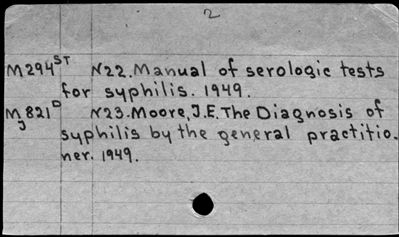 2
M294ST N22. Manual of serologic tests
for syphilis. 1949.
M821D N23. Moore, J.E. The Diagnosis of
J syphilis by the general practitio-
ner. 1949.